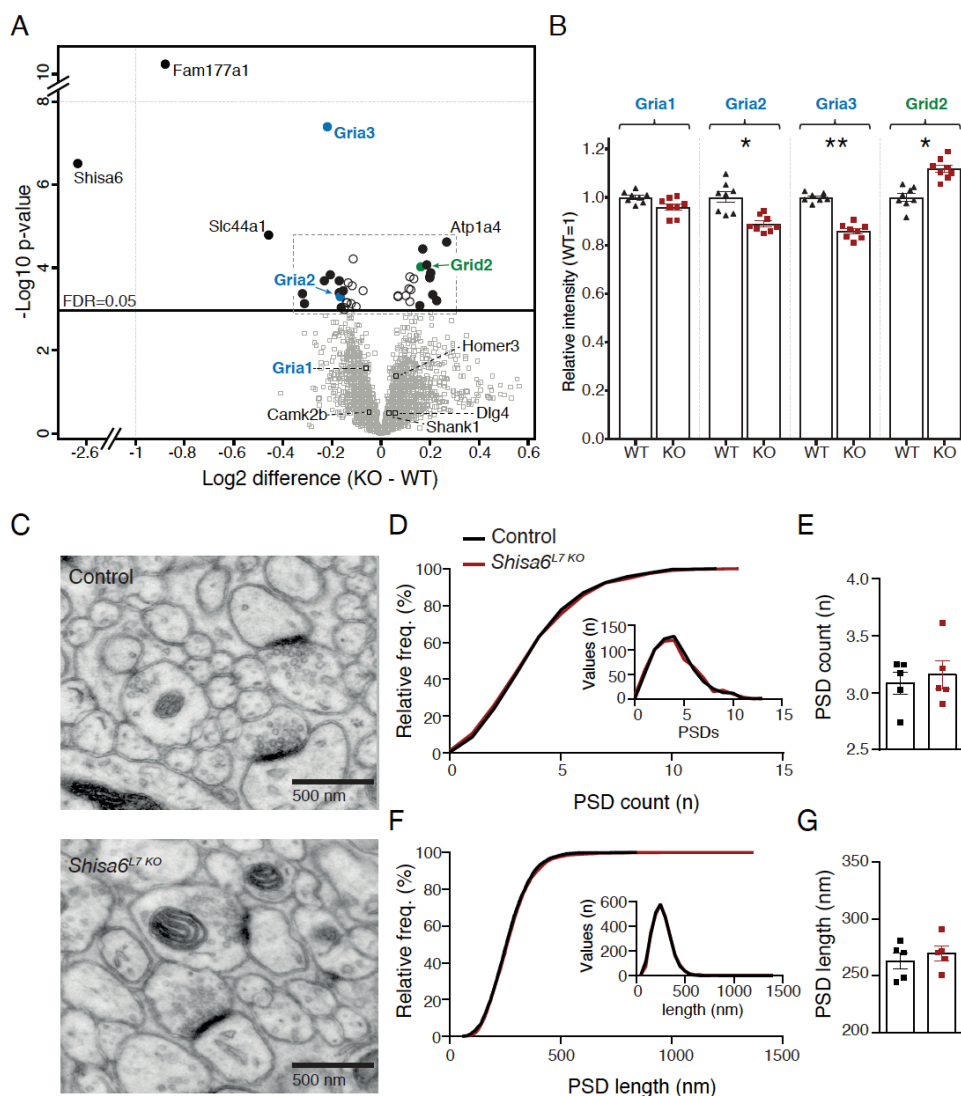 A
10
8
6
4
2
0
-Log10 p-value
Fam177a1
Gria3
Shisa6
Slc44a1
Atp1a4
Grid2
Gria2
FDR=0.05
Gria1
Homer3
Camk2b
Dlg4
Shank1
-2.6 -1 -0.8 -0.6 -0.4 -0.2 0 0.2 0.4 0.6
Log2 difference (KO - WT)
B
Gria1 Gria2 Gria3 Grid2
* ** *
1.2
1.0
0.8
0.6
0.4
0.2
0.0
Relative intensity (WT=1)
WT KO WT KO WT KO WT KO
C
Control
500 nm
Shisa6L7 KO
500 nm
D
Control
Shisa6L7 KO
100
80
60
40
20
0
Relative freq. (%)
0 5 10 15
PSD count (n)
150
100
50
0
Values (n)
0 5 10 15
PSDs
E
4.0
3.5
3.0
2.5
PSD count (n)
F
100
80
60
40
20
0
Relative freq. (%)
0 500 1000 1500
PSD length (nm)
600
400
200
0
Values (n)
0 500 1000 1500
length (nm)
G
350
300
250
200
PSD length (nm)